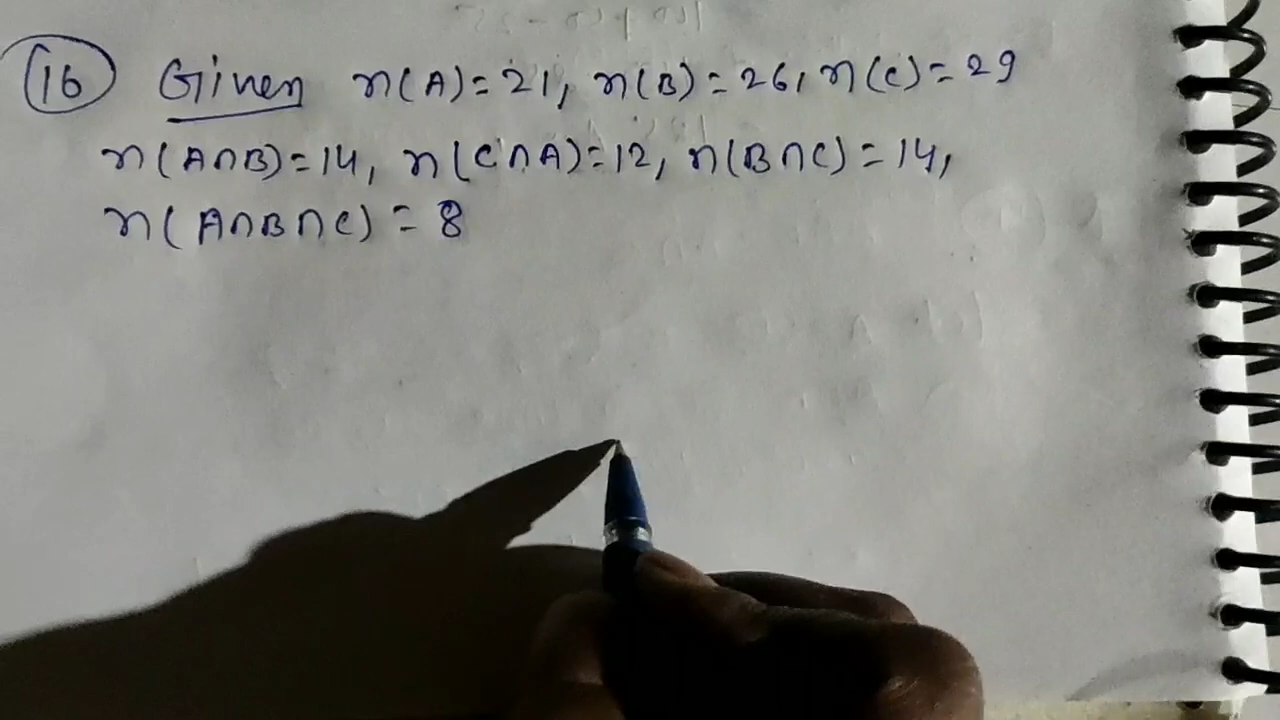 16 Given n(A)=21, n(B)=26, n(C)=29
n(A∩B)=14, n(C∩A)=12, n(B∩C)=14,
n(A∩B∩C)=8